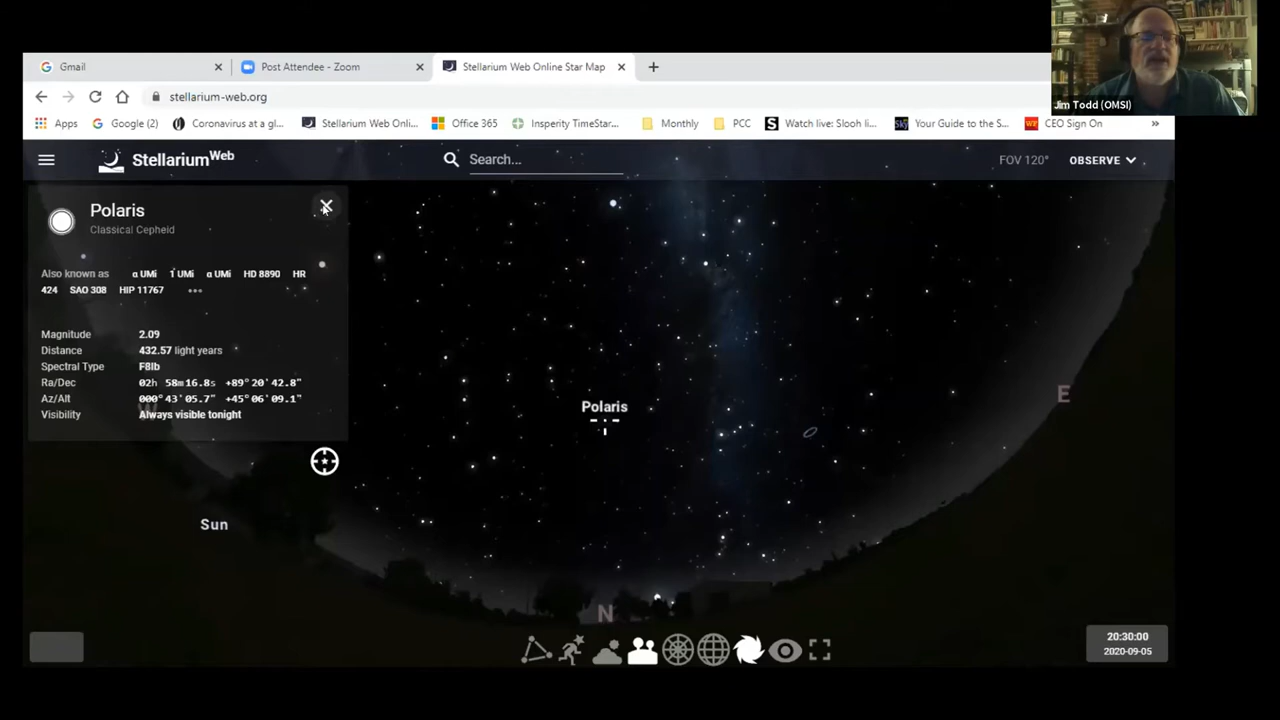 Gmail
Post Attendee - Zoom
Stellarium Web Online Star Map
Jim Todd (OMSI)
stellarium-web.org
Apps
Google (2)
Coronavirus at a gl...
Stellarium Web Onli...
Office 365
Insperity TimeStar...
Monthly
PCC
S Watch live: Slooh li...
Sky Your Guide to the S...
WF CEO Sign On
»
Stellarium Web
Search...
FOV 120°
OBSERVE
Polaris
Classical Cepheid
Also known as α UMi 1 UMi α UMi HD 8890 HR
424 SAO 308 HIP 11767 •••
Magnitude 2.09
Distance 432.57 light years
Spectral Type F8Ib
Ra/Dec 02h 58m16.8s +89°20'42.8"
Az/Alt 000°43'05.7" +45°06'09.1"
Visibility Always visible tonight
Polaris
E
W
Sun
N
20:30:00
2020-09-05